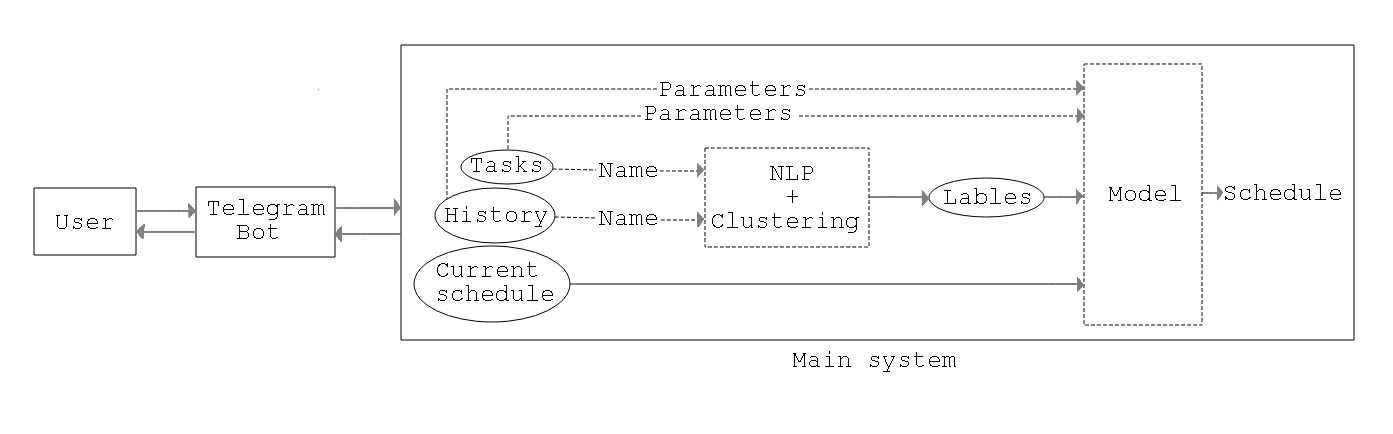 Parameters
Parameters
Tasks
Name
NLP
+
Clustering
History
Name
Lables
Model
Schedule
User
Telegram
Bot
Current
schedule
Main system